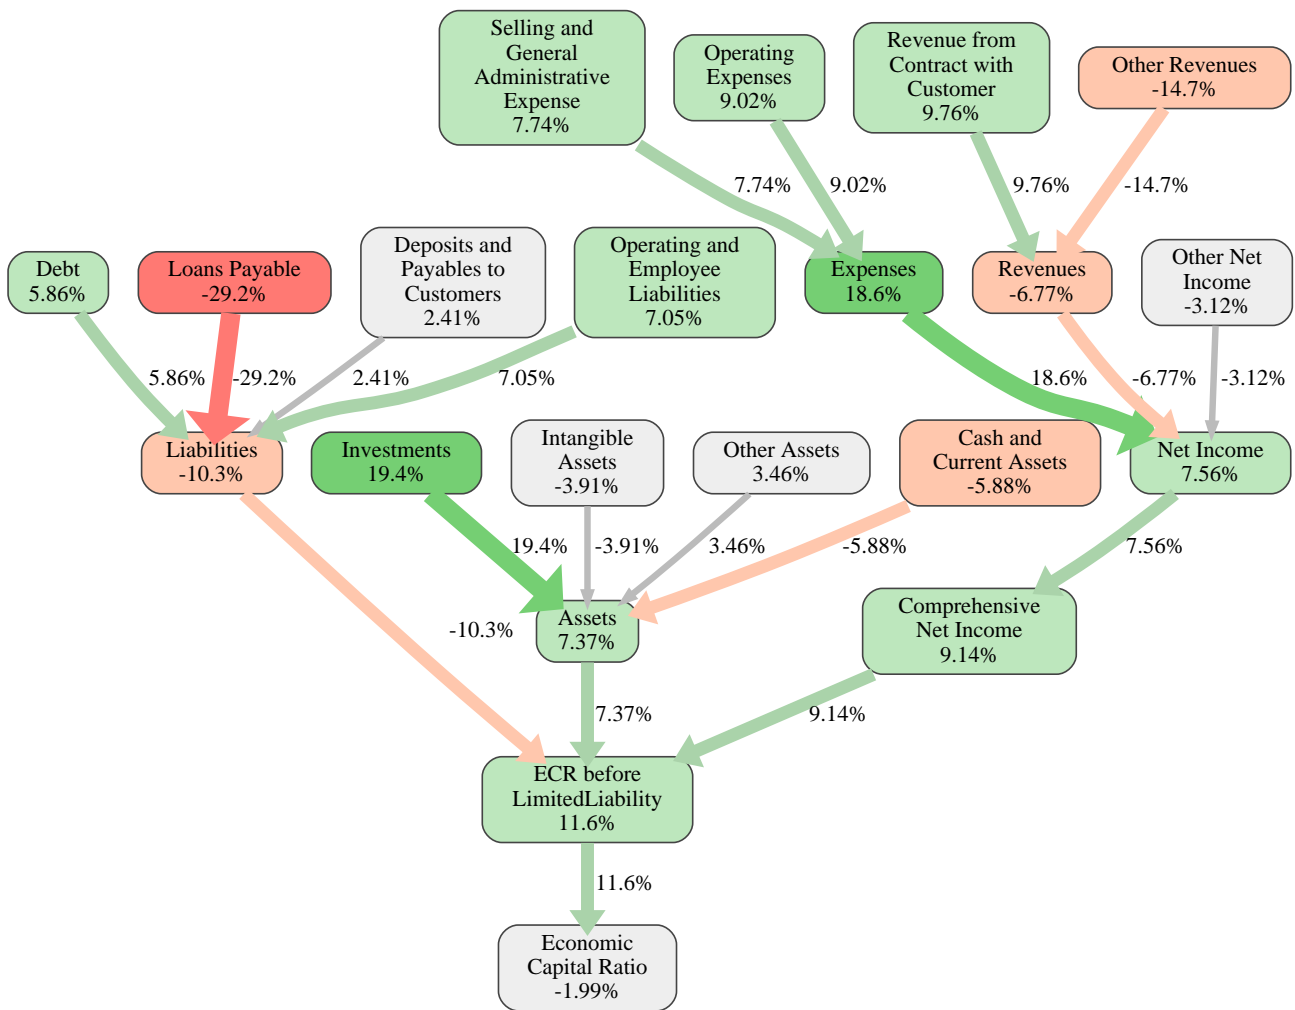 Selling and
General
Administrative
Expense
7.74%
Operating
Expenses
9.02%
Revenue from
Contract with
Customer
9.76%
Other Revenues
-14.7%
7.74%
9.02%
9.76%
-14.7%
Debt
5.86%
Loans Payable
-29.2%
Deposits and
Payables to
Customers
2.41%
Operating and
Employee
Liabilities
7.05%
Expenses
18.6%
Revenues
-6.77%
Other Net
Income
-3.12%
5.86%
-29.2%
2.41%
7.05%
18.6%
-6.77%
-3.12%
Liabilities
-10.3%
Investments
19.4%
Intangible
Assets
-3.91%
Other Assets
3.46%
Cash and
Current Assets
-5.88%
Net Income
7.56%
19.4%
-3.91%
3.46%
-5.88%
7.56%
-10.3%
Assets
7.37%
Comprehensive
Net Income
9.14%
7.37%
9.14%
ECR before
LimitedLiability
11.6%
11.6%
Economic
Capital Ratio
-1.99%